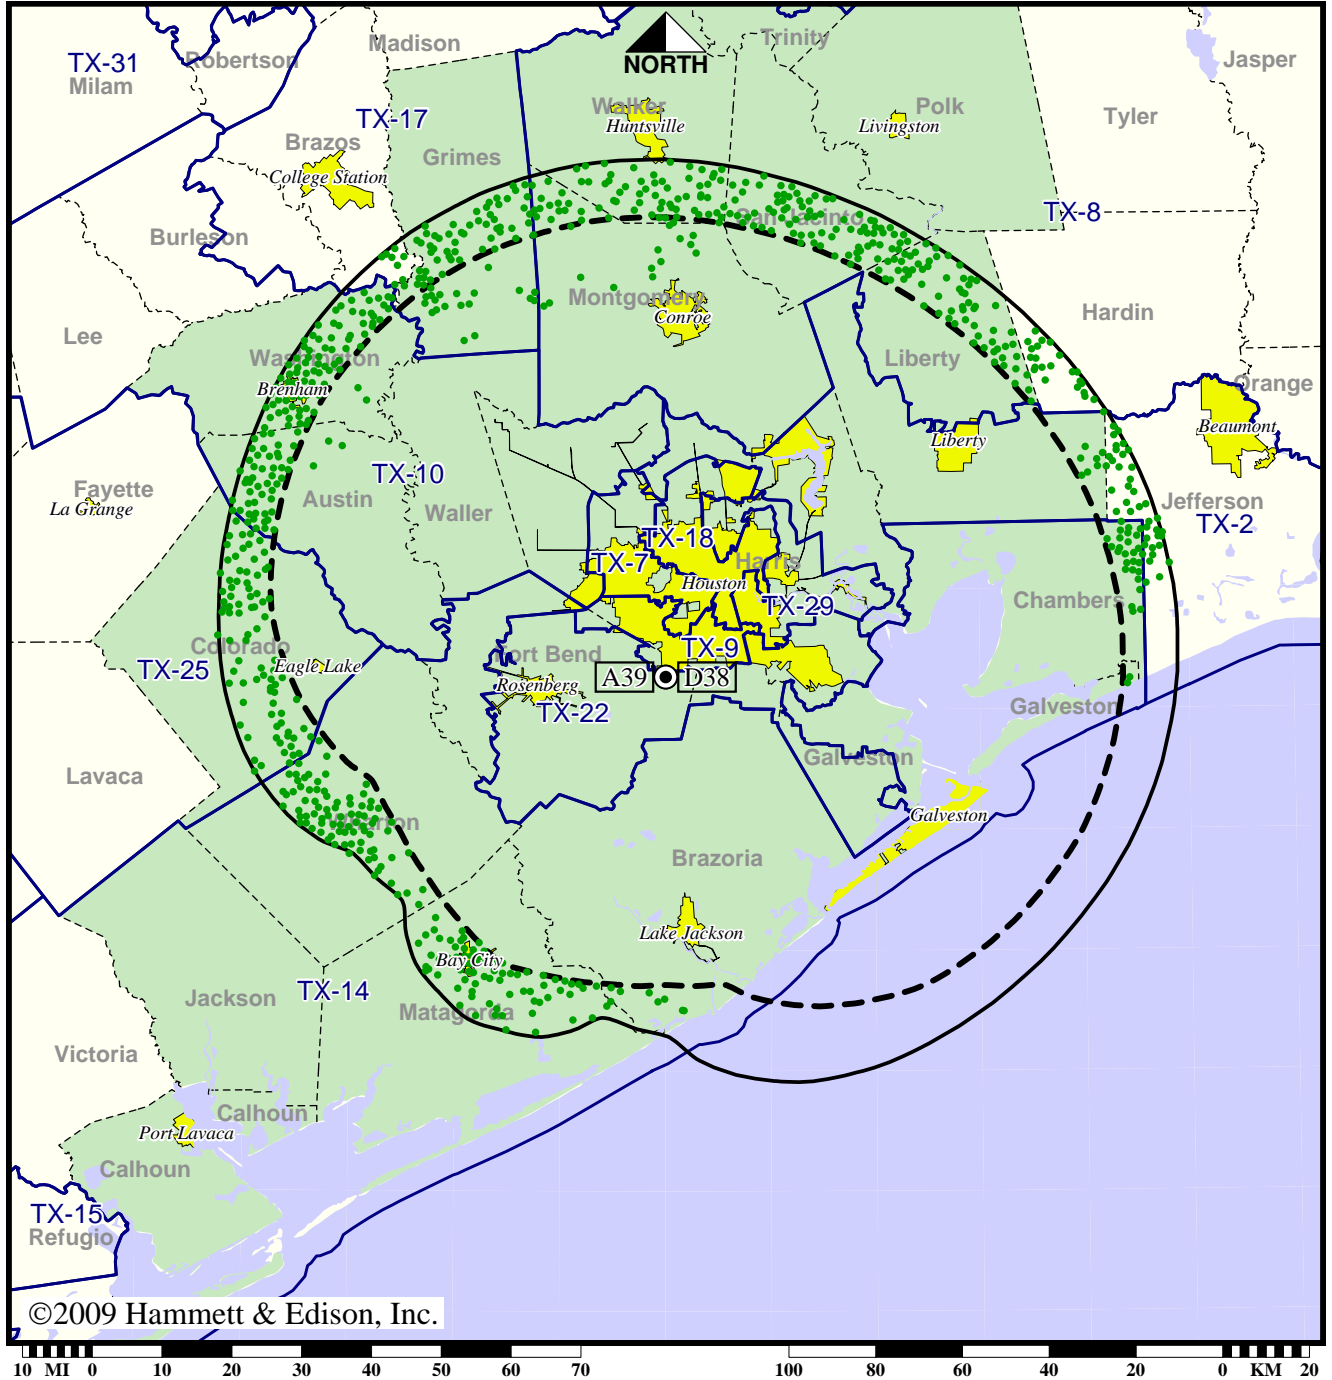 Madison
Trinity
TX-31
Robertson
Jasper
Milam
NORTH
Walker
Polk
TX-17
Tyler
Huntsville
Livingston
Brazos
Grimes
College Station
San Jacinto
TX-8
Burleson
Montgomery
Conroe
Hardin
Lee
Washington
Liberty
Brenham
Orange
Beaumont
Liberty
TX-10
Fayette
La Grange
Austin
Waller
Jefferson
TX-2
TX-18
TX-7
Harris
Houston
TX-29
Chambers
Colorado
TX-9
Fort Bend
TX-25
Eagle Lake
A39
D38
Rosenberg
TX-22
Galveston
Galveston
Lavaca
Galveston
Wharton
Brazoria
Lake Jackson
Bay City
TX-14
Jackson
Matagorda
Victoria
Calhoun
Port Lavaca
Calhoun
TX-15
Refugio
©2009 Hammett & Edison, Inc.
10 MI 0 10 20 30 40 50 60 70
100 80 60 40 20 0 KM 20